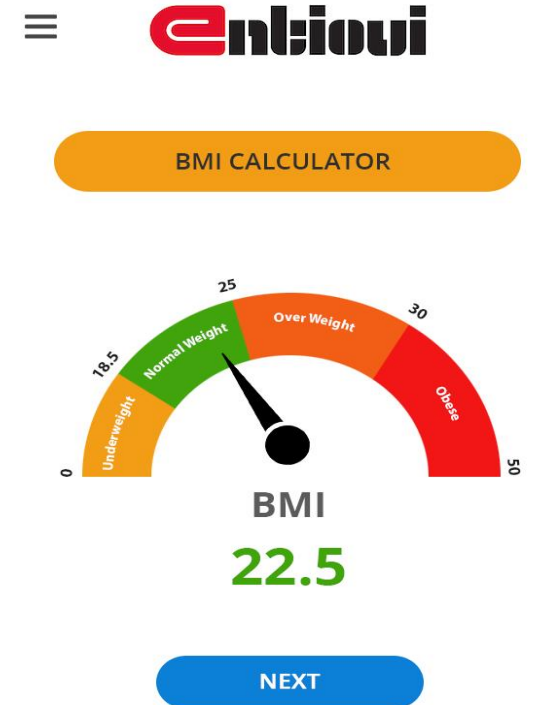 BMI CALCULATOR
25
Over Weight
30
Normal Weight
18.5
Underweight
Obese
0
50
BMI
22.5
NEXT